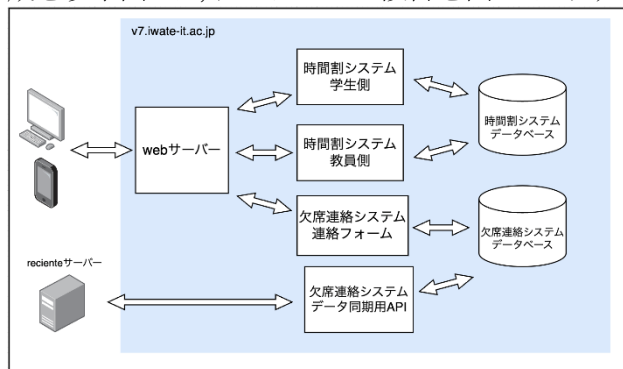 v7.iwate-it.ac.jp
時間割システム
学生側
時間割システム
データベース
webサーバー
時間割システム
教員側
欠席連絡システム
連絡フォーム
欠席連絡システム
データベース
recienteサーバー
欠席連絡システム
データ同期用API